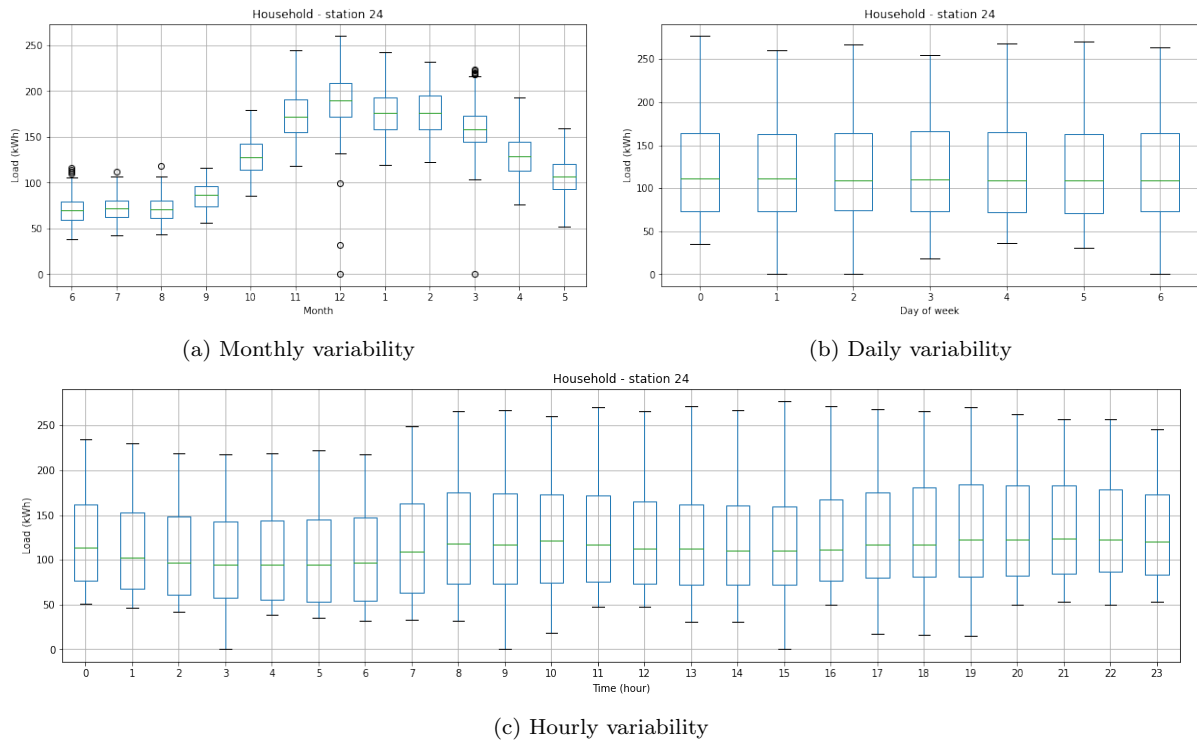 Household - station 24
Load (kWh)
250
200
150
100
50
0
6 7 8 9 10 11 12 1 2 3 4 5
Month
(a) Monthly variability
Household - station 24
Load (kWh)
250
200
150
100
50
0
0 1 2 3 4 5 6
Day of week
(b) Daily variability
Household - station 24
Load (kWh)
250
200
150
100
50
0
0 1 2 3 4 5 6 7 8 9 10 11 12 13 14 15 16 17 18 19 20 21 22 23
Time (hour)
(c) Hourly variability